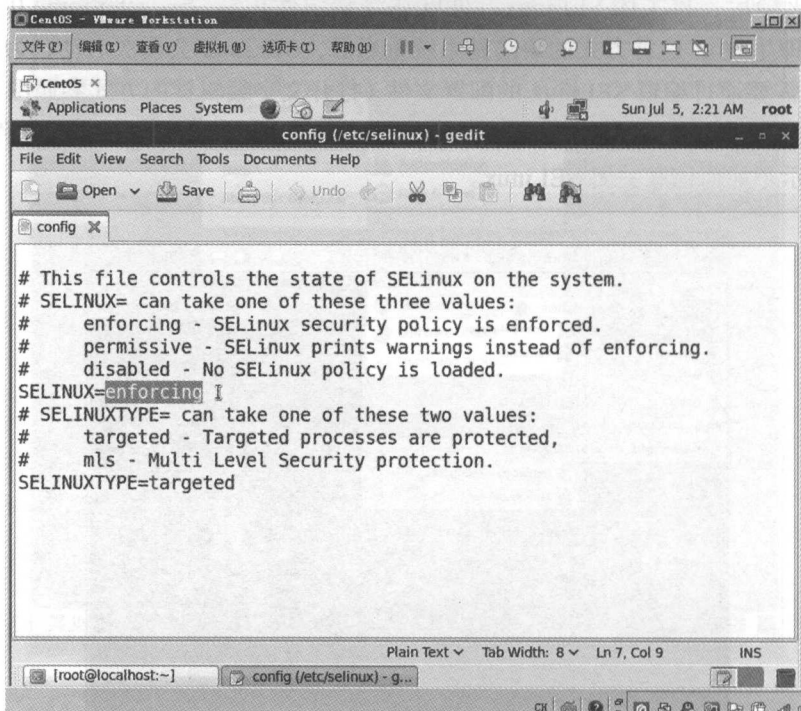 CentOS - VMware Workstation
文件(F) 编辑(E) 查看(V) 虚拟机(M) 选项卡(T) 帮助(H)
CentOS ×
Applications Places System Sun Jul 5, 2:21 AM root
config (/etc/selinux) - gedit
File Edit View Search Tools Documents Help
Open Save Undo
config
# This file controls the state of SELinux on the system.
# SELINUX= can take one of these three values:
#     enforcing - SELinux security policy is enforced.
#     permissive - SELinux prints warnings instead of enforcing.
#     disabled - No SELinux policy is loaded.
SELINUX=enforcing
# SELINUXTYPE= can take one of these two values:
#     targeted - Targeted processes are protected,
#     mls - Multi Level Security protection.
SELINUXTYPE=targeted
Plain Text Tab Width: 8 Ln 7, Col 9 INS
[root@localhost:~] config (/etc/selinux) - g...
CH